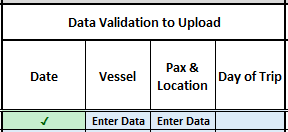 Data Validation to Upload
Date Vessel Pax & Location Day of Trip
✓ Enter Data Enter Data